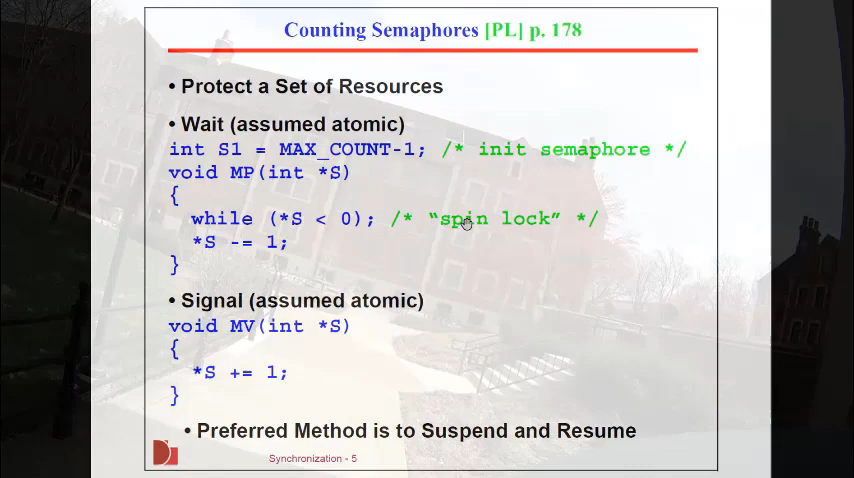 Counting Semaphores [PL] p. 178
• Protect a Set of Resources
• Wait (assumed atomic)
int S1 = MAX_COUNT-1; /* init semaphore */
void MP(int *S)
{
while (*S < 0); /* “spin lock” */
*S -= 1;
}
• Signal (assumed atomic)
void MV(int *S)
{
*S += 1;
}
• Preferred Method is to Suspend and Resume
Synchronization - 5